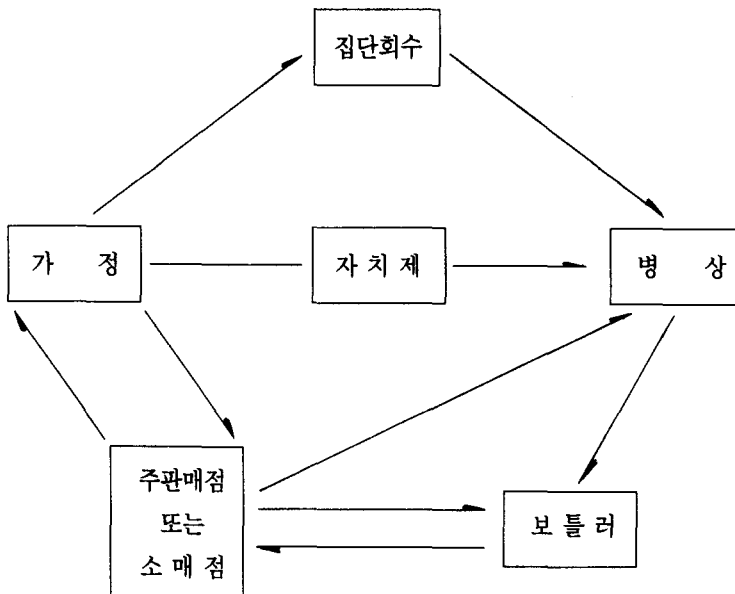 집단회수
가 정
자 치 제
병 상
주판매점
또는
소 매 점
보 틀 러